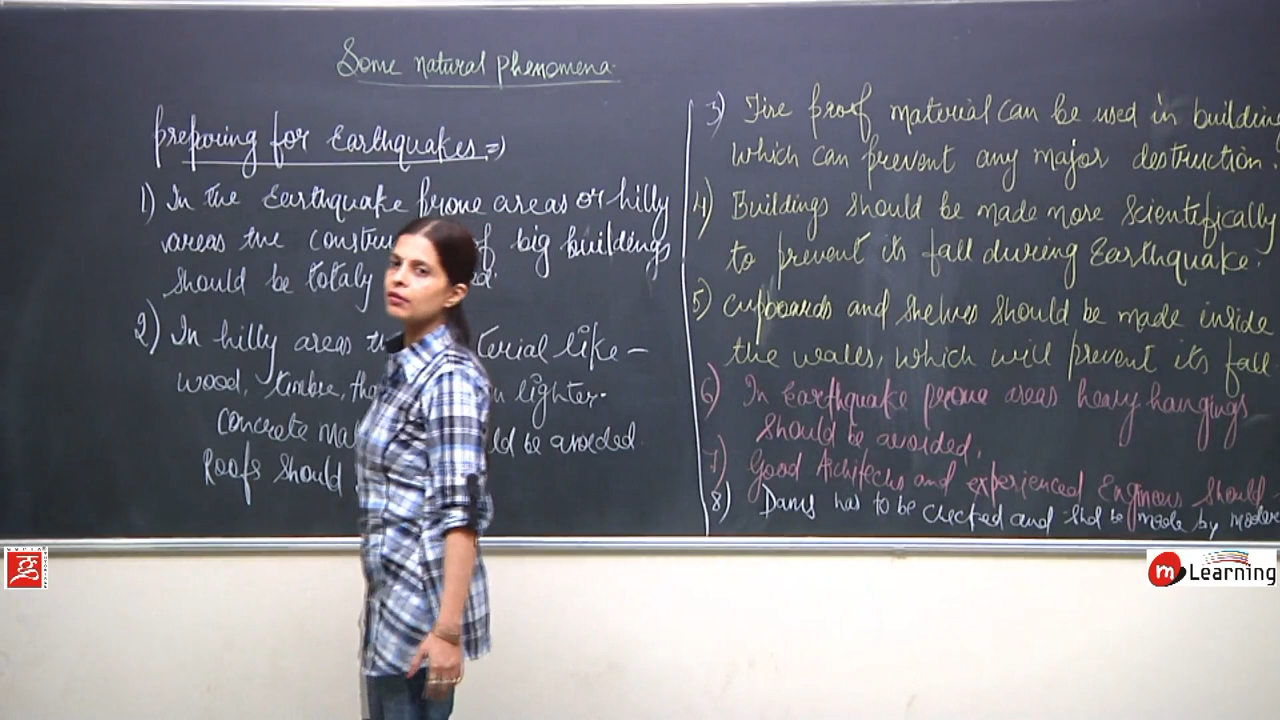 Some natural phenomena.
preparing for Earthquakes =)
1) In the Earthquake prone areas or hilly
areas the constru of big buildings
should be totaly
2) In hilly areas terial like -
wood, timbre, lighter.
Concrete ld be avoided.
Roofs should
3) Fire proof material can be used in building
which can prevent any major destruction.
4) Buildings should be made more scientifically
to prevent its fall during Earthquake.
5) cupboards and shelves should be made inside
the walls, which will prevent its fall
6) In Earthquake prone areas heavy hangings
should be avoided.
7) Good Architechs and experienced Engineers should
8) Dams has to be checked and shd be made by modern
m Learning